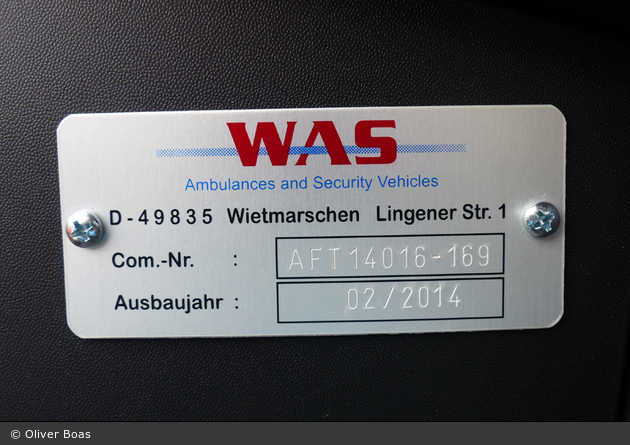 WAS
Ambulances and Security Vehicles
D-49835 Wietmarschen Lingener Str. 1
Com.-Nr. : AFT14016-169
Ausbaujahr : 02/2014
© Oliver Boas